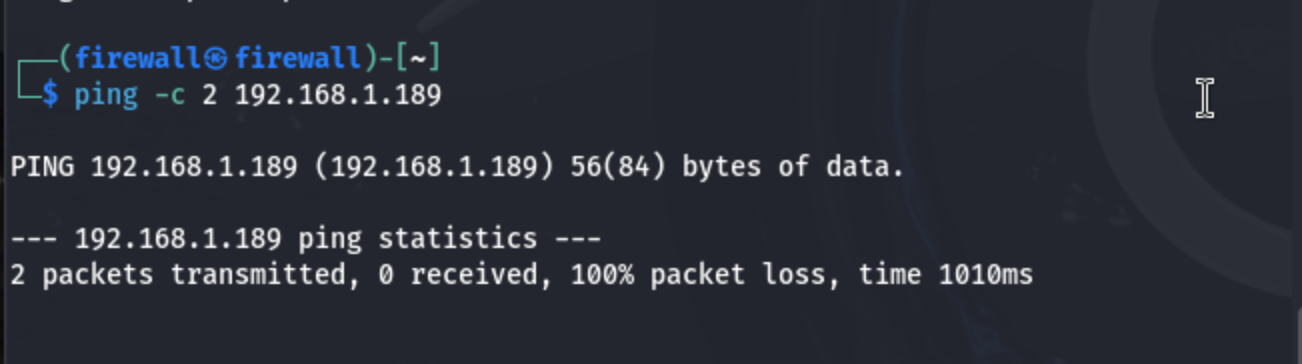 ┌──(firewall㉿firewall)-[~]
└─$ ping -c 2 192.168.1.189
PING 192.168.1.189 (192.168.1.189) 56(84) bytes of data.
--- 192.168.1.189 ping statistics ---
2 packets transmitted, 0 received, 100% packet loss, time 1010ms